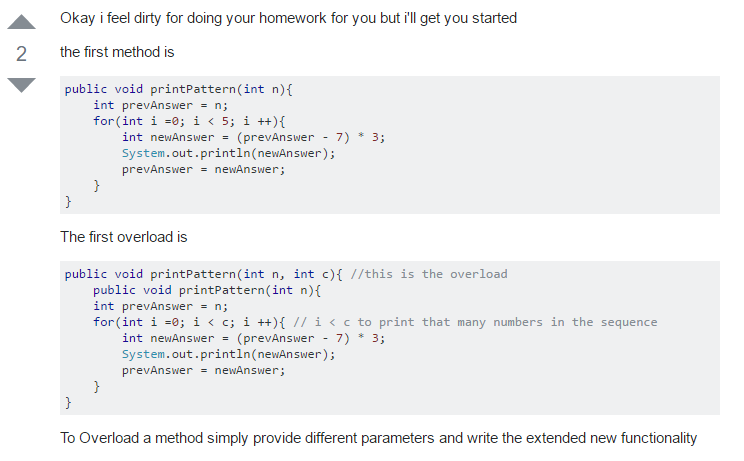 Okay i feel dirty for doing your homework for you but i'll get you started
2
the first method is
public void printPattern(int n){
    int prevAnswer = n;
    for(int i =0; i < 5; i ++){
        int newAnswer = (prevAnswer - 7) * 3;
        System.out.println(newAnswer);
        prevAnswer = newAnswer;
    }
}
The first overload is
public void printPattern(int n, int c){ //this is the overload
    public void printPattern(int n){
    int prevAnswer = n;
    for(int i =0; i < c; i ++){ // i < c to print that many numbers in the sequence
        int newAnswer = (prevAnswer - 7) * 3;
        System.out.println(newAnswer);
        prevAnswer = newAnswer;
    }
}
To Overload a method simply provide different parameters and write the extended new functionality